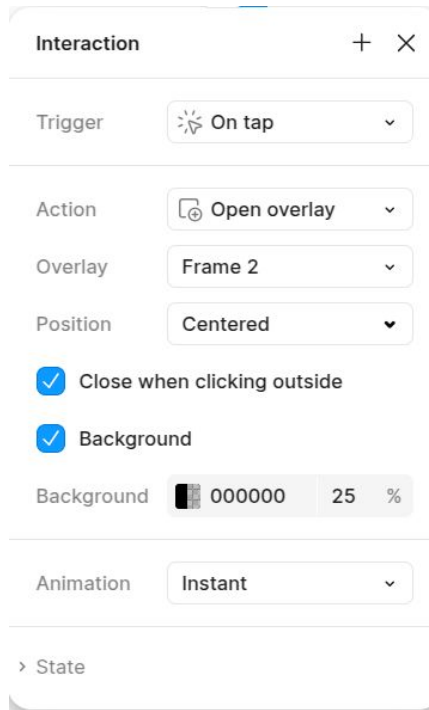 Interaction
Trigger On tap
Action Open overlay
Overlay Frame 2
Position Centered
Close when clicking outside
Background
Background 000000 25 %
Animation Instant
State